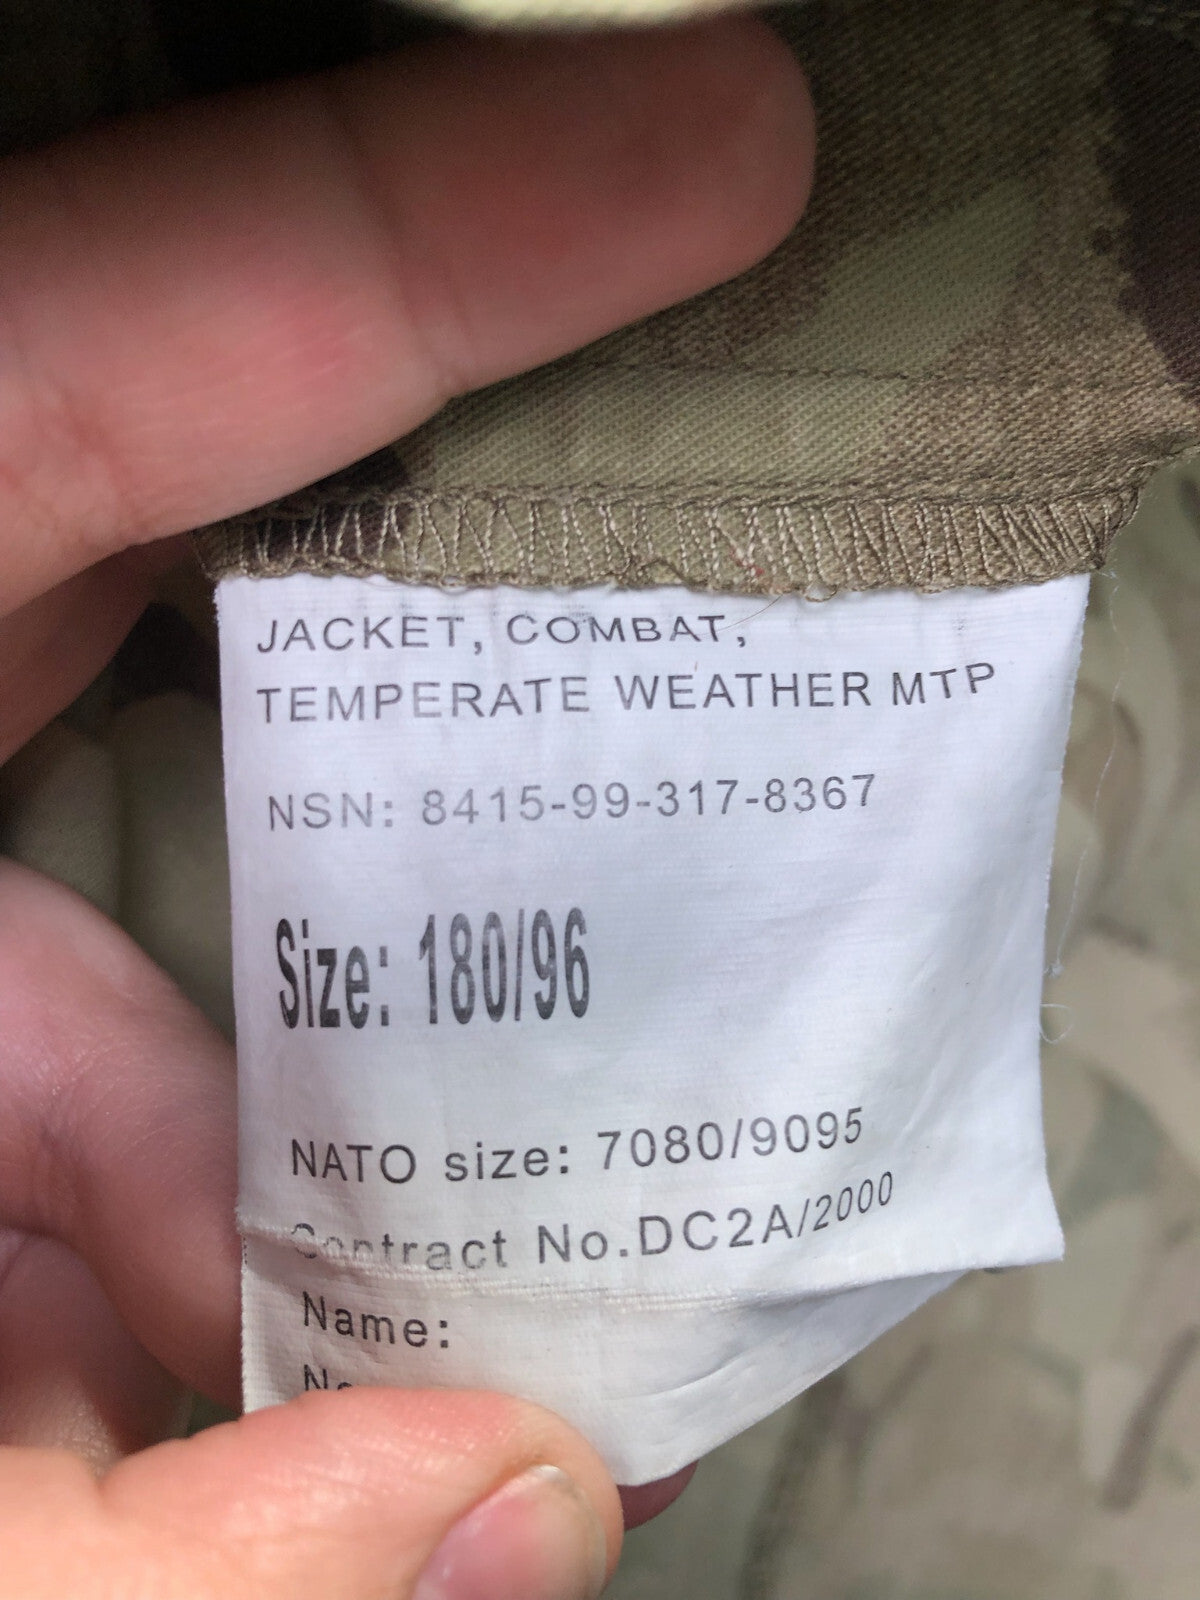 JACKET, COMBAT,
TEMPERATE WEATHER MTP
NSN: 8415-99-317-8367
Size: 180/96
NATO size: 7080/9095
Contract No.DC2A/2000
Name: